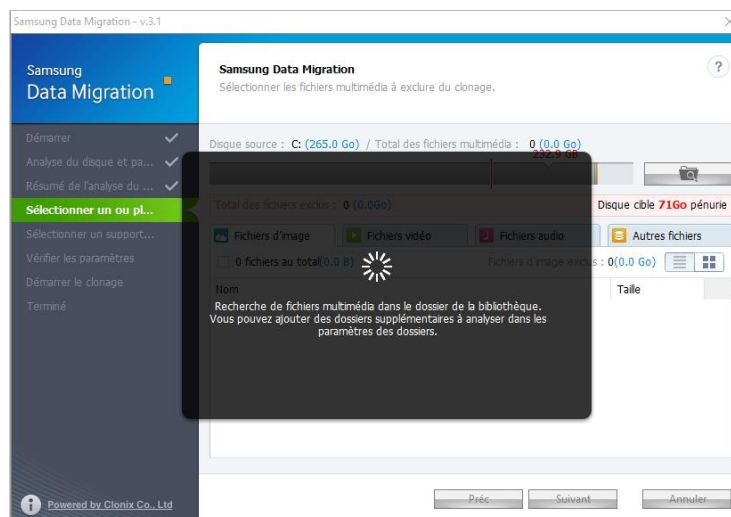 Samsung Data Migration - v.3.1
Samsung
Data Migration
Samsung Data Migration
Sélectionner les fichiers multimédia à exclure du clonage.
?
Démarrer
Analyse du disque et pa...
Résumé de l'analyse du ...
Sélectionner un ou pl...
Sélectionner un support...
Vérifier les paramètres
Démarrer le clonage
Terminé
Disque source : C: (265.0 Go) / Total des fichiers multimédia : 0 (0.0 Go)
232.9 GB
Total des fichiers exclus : 0 (0.0Go)
Disque cible 71Go pénurie
Fichiers d'image
Fichiers vidéo
Fichiers audio
Autres fichiers
0 fichiers au total(0.0 B)
Fichiers d'image exclus : 0(0.0 Go)
Nom
Taille
Recherche de fichiers multimédia dans le dossier de la bibliothèque.
Vous pouvez ajouter des dossiers supplémentaires à analyser dans les
paramètres des dossiers.
Powered by Clonix Co., Ltd
Préc
Suivant
Annuler